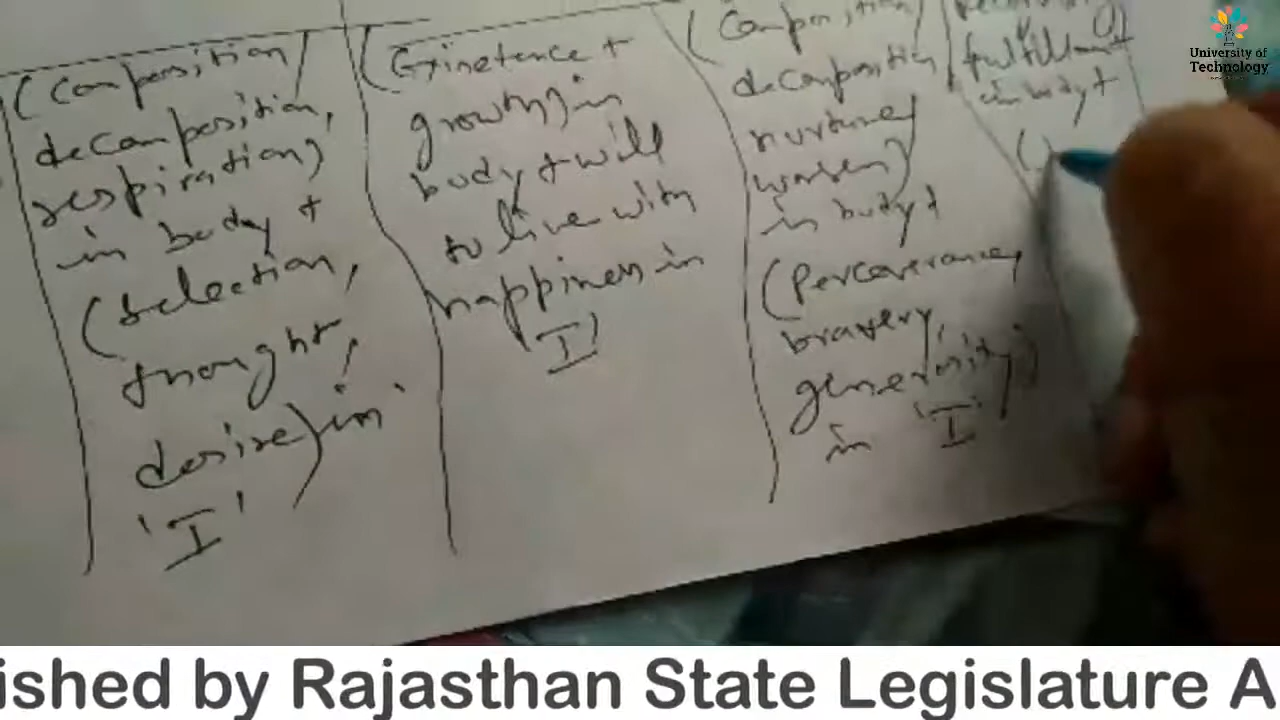 (Composition/
decomposition,
respiration)
in body +
(Selection,
thought,
desire) in
'I'
(Existence +
growth) in
body + will
to live with
happiness in
'I'
(Composition/
decomposition
nurture/
worsen)
in body +
(Perseverance,
bravery,
generosity)
in 'I'
fulfillment
in body +
(
University of
Technology
ished by Rajasthan State Legislature A